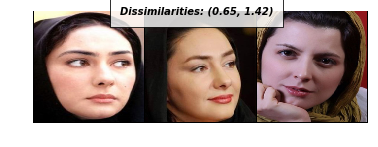 Dissimilarities: (0.65, 1.42)